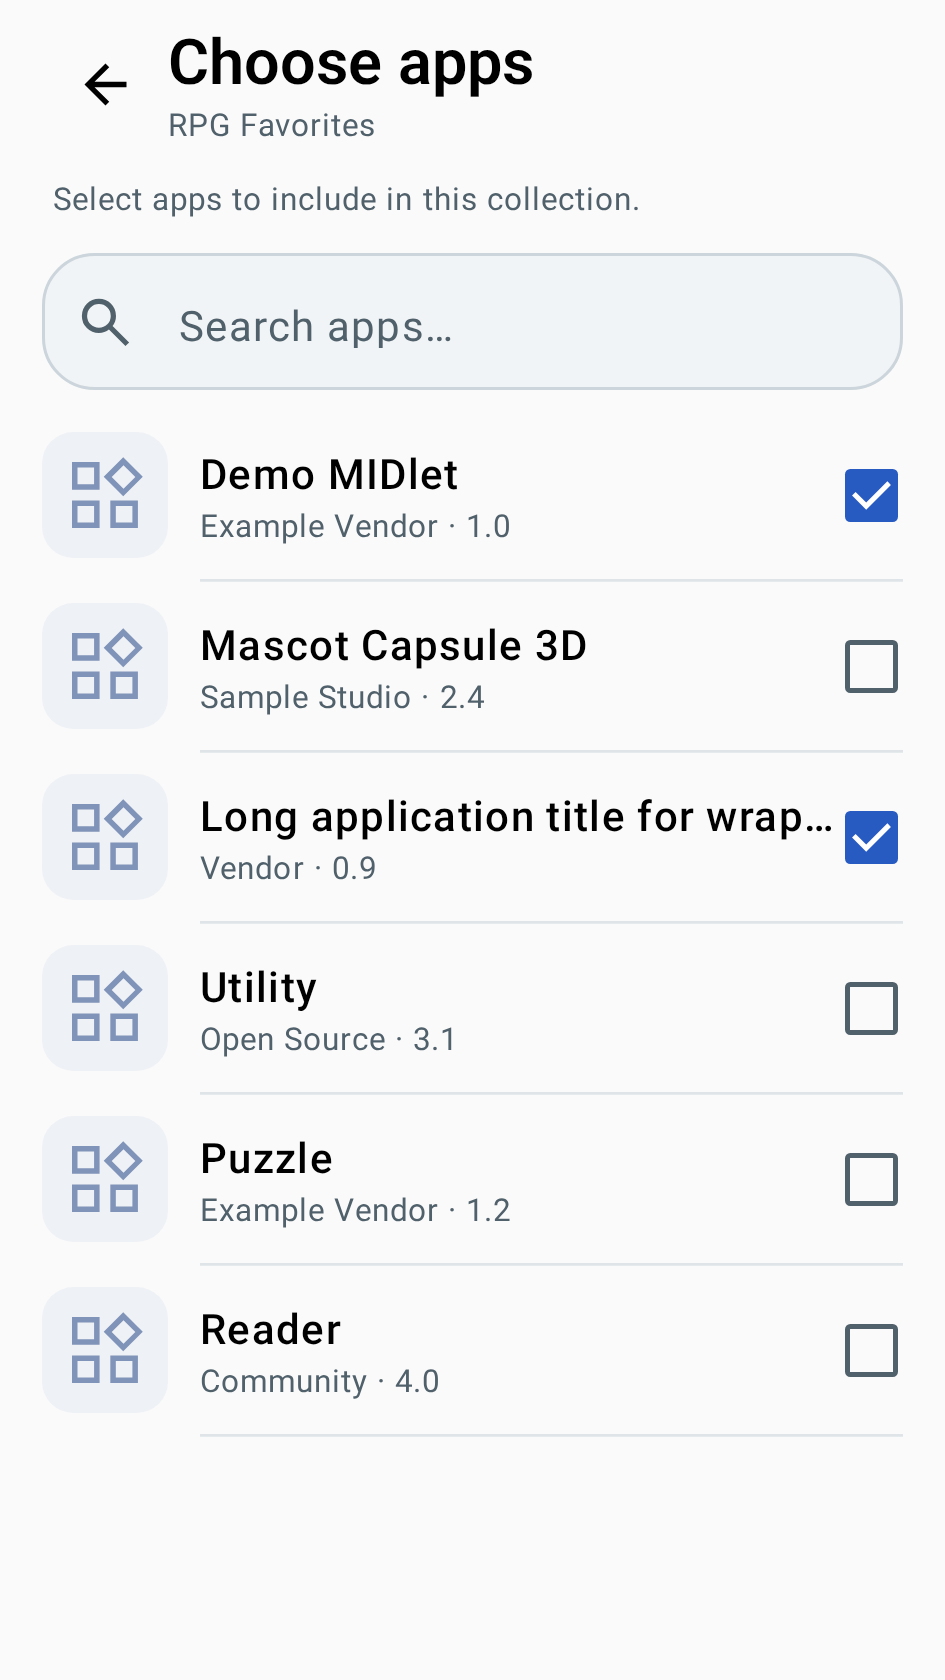 Choose apps
RPG Favorites
Select apps to include in this collection.
Search apps…
Demo MIDlet
Example Vendor · 1.0
Mascot Capsule 3D
Sample Studio · 2.4
Long application title for wrap…
Vendor · 0.9
Utility
Open Source · 3.1
Puzzle
Example Vendor · 1.2
Reader
Community · 4.0